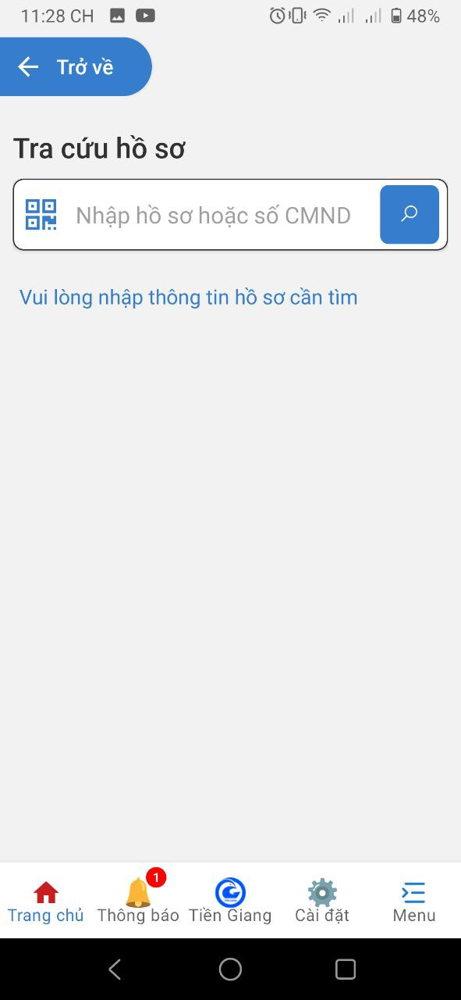 11:28 CH
48%
Trở về
Tra cứu hồ sơ
Nhập hồ sơ hoặc số CMND
Vui lòng nhập thông tin hồ sơ cần tìm
1
Trang chủ Thông báo Tiền Giang Cài đặt Menu